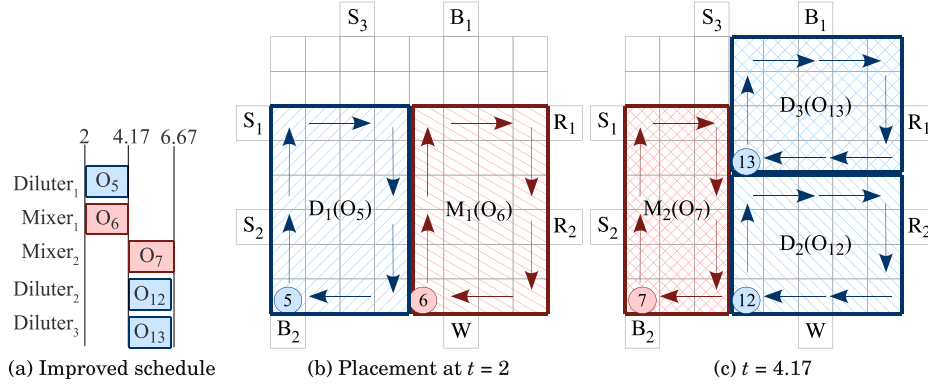 2 4.17 6.67
Diluter₁ O₅
Mixer₁ O₆
Mixer₂ O₇
Diluter₂ O₁₂
Diluter₃ O₁₃
(a) Improved schedule
S₃ B₁
S₁ R₁
S₂ D₁(O₅) M₁(O₆) R₂
5 6
B₂ W
(b) Placement at t = 2
B₁
S₃
D₃(O₁₃)
S₁ R₁
13
S₂ M₂(O₇) R₂
D₂(O₁₂)
7 12
B₂ W
(c) t = 4.17